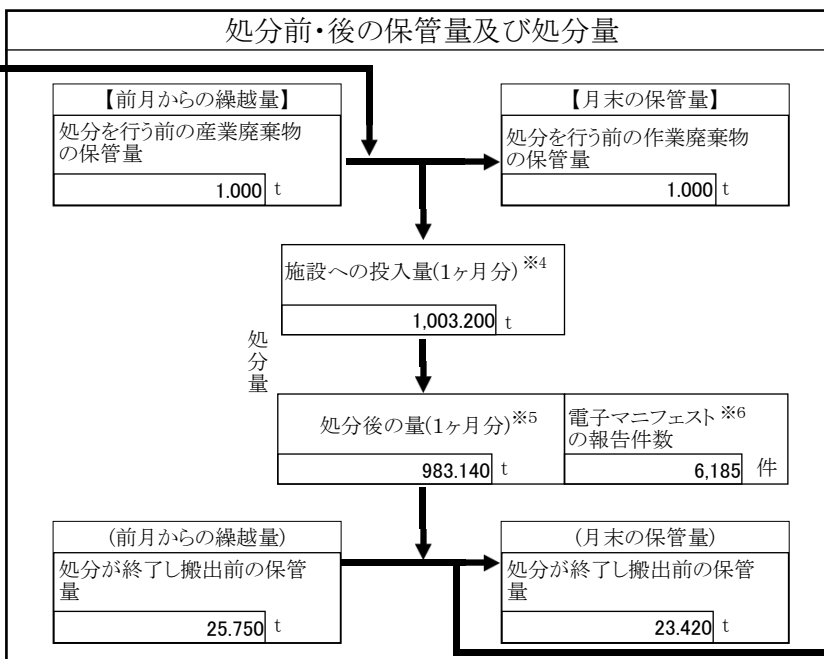 処分前・後の保管量及び処分量
【前月からの繰越量】
処分を行う前の産業廃棄物
の保管量
1.000 t
【月末の保管量】
処分を行う前の作業廃棄物
の保管量
1.000 t
施設への投入量(1ヶ月分)※4
1,003.200 t
処分量
処分後の量(1ヶ月分)※5
983.140 t
電子マニフェスト※6
の報告件数
6,185 件
(前月からの繰越量)
処分が終了し搬出前の保管
量
25.750 t
(月末の保管量)
処分が終了し搬出前の保管
量
23.420 t